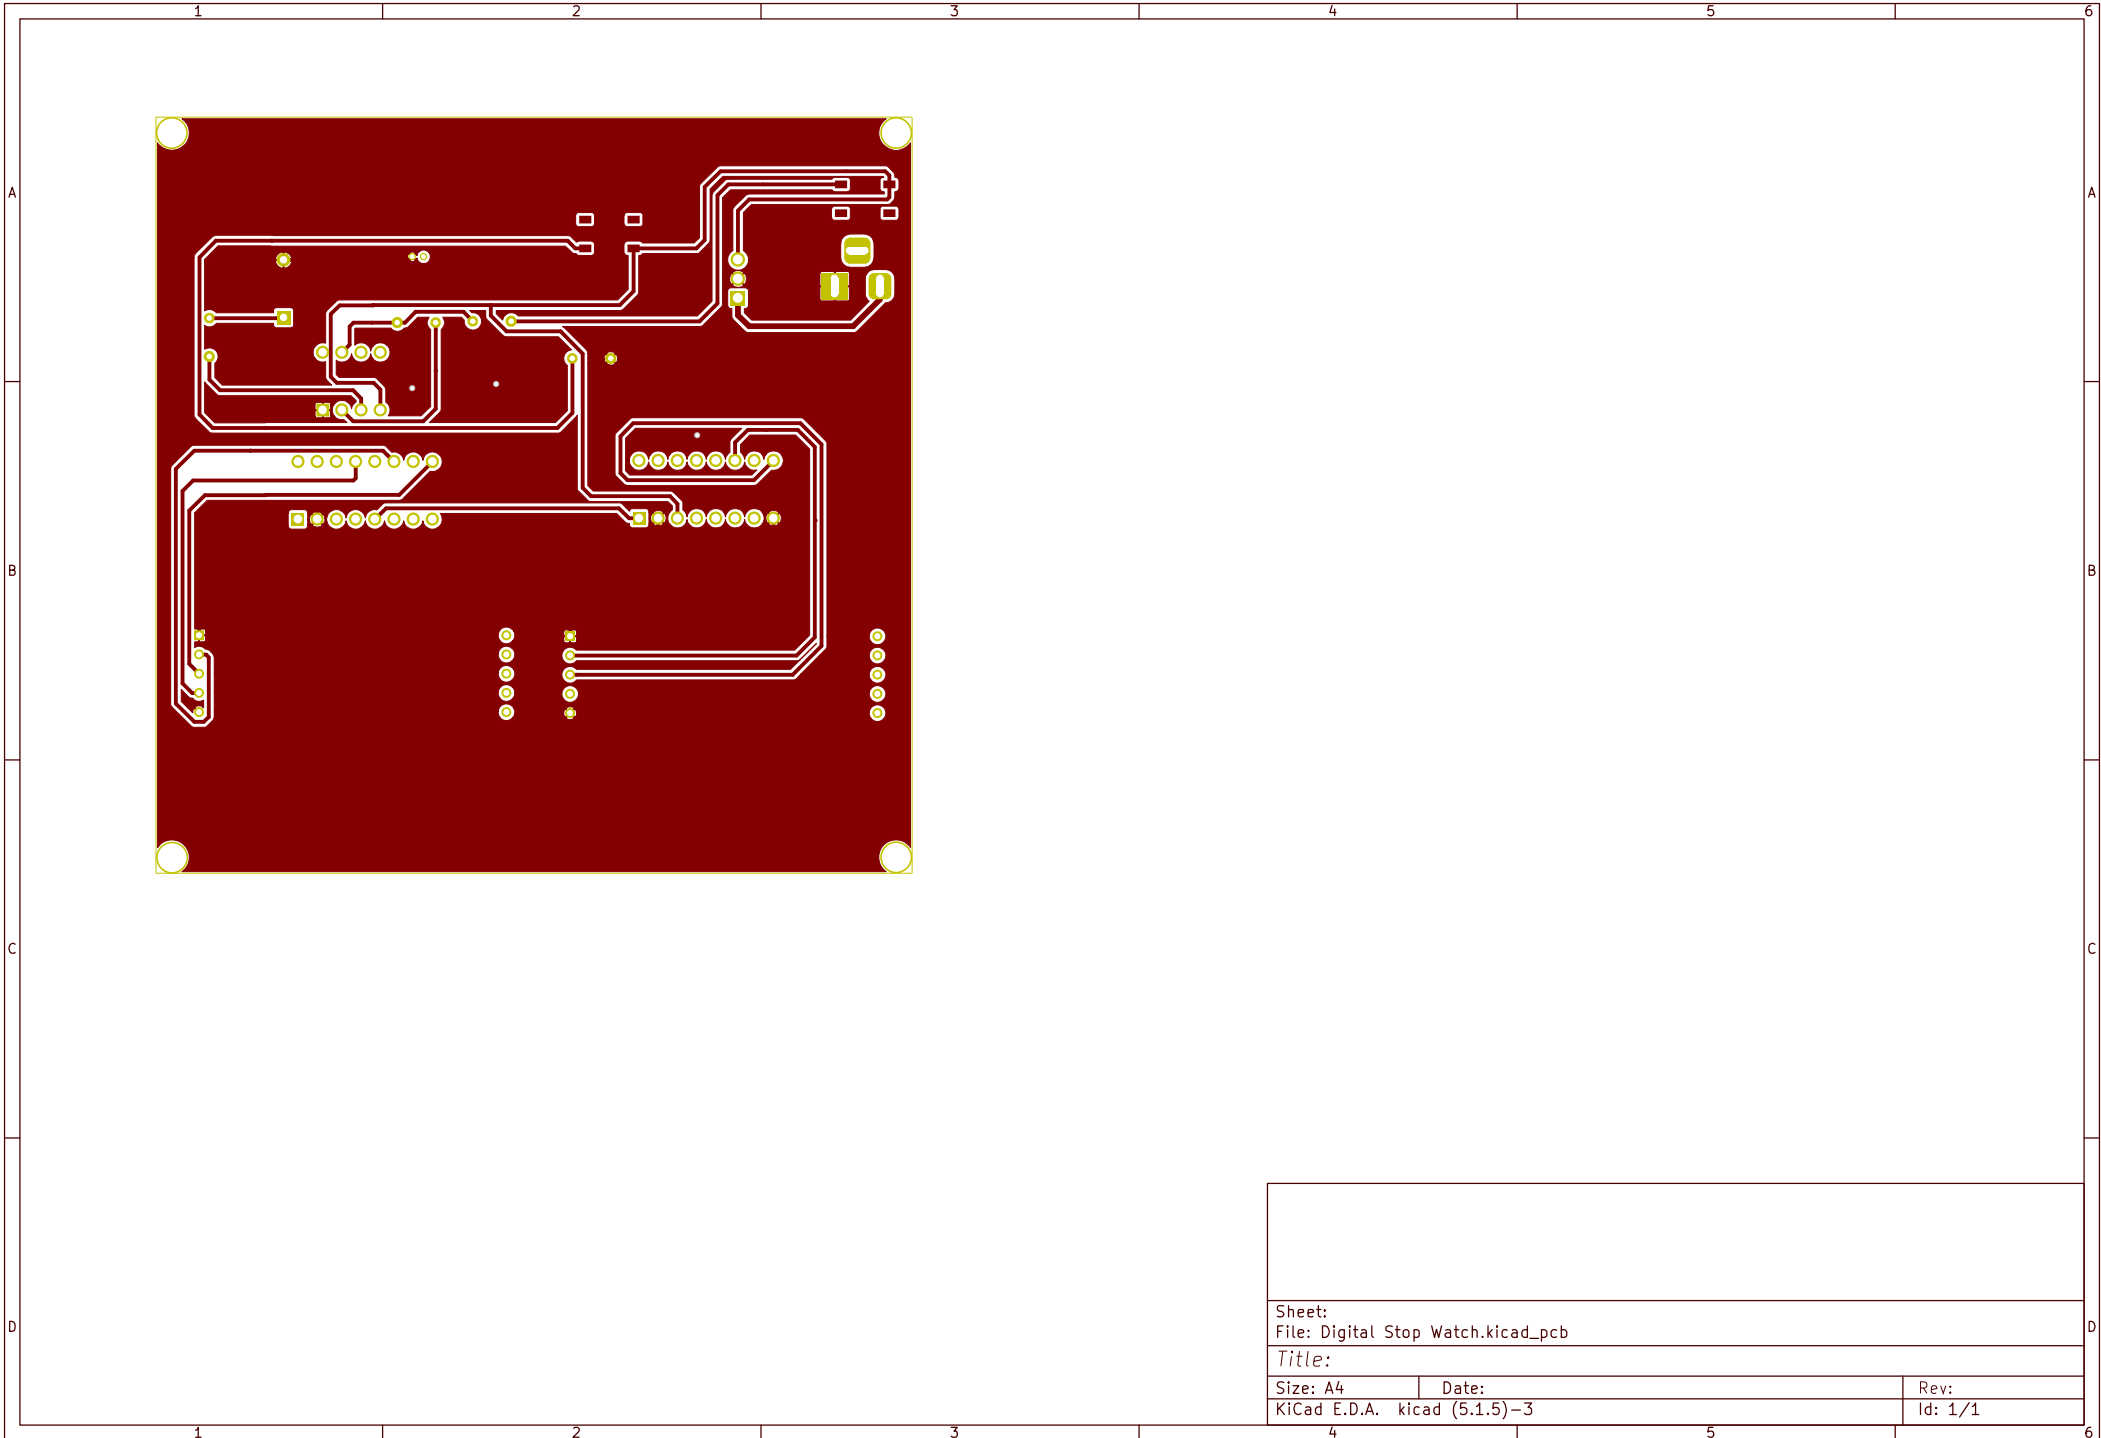 1 2 3 4 5 6
A A
B B
C C
D D
Sheet:
File: Digital Stop Watch.kicad_pcb
Title:
Size: A4 Date: Rev:
KiCad E.D.A. kicad (5.1.5)-3 Id: 1/1
1 2 3 4 5 6